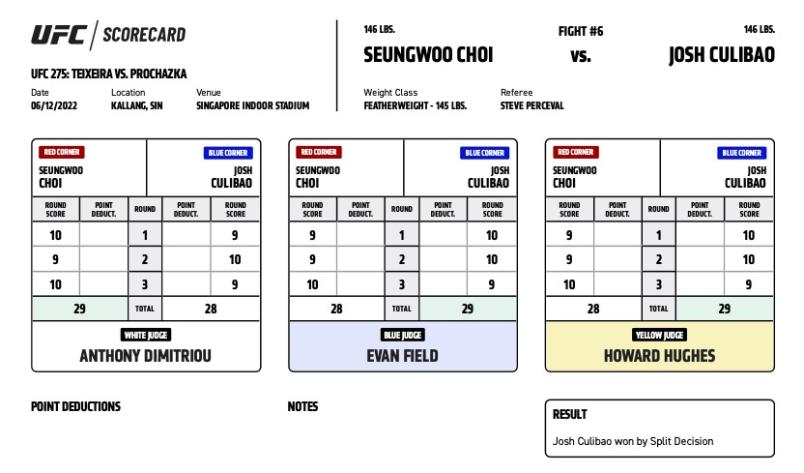 UFC / SCORECARD
UFC 275: TEIXEIRA VS. PROCHAZKA
Date Location Venue
06/12/2022 KALLANG, SIN SINGAPORE INDOOR STADIUM
146 LBS. FIGHT #6 146 LBS.
SEUNGWOO CHOI VS. JOSH CULIBAO
Weight Class Referee
FEATHERWEIGHT - 145 LBS. STEVE PERCEVAL
RED CORNER BLUE CORNER
SEUNGWOO JOSH
CHOI CULIBAO
ROUND POINT ROUND POINT ROUND
SCORE DEDUCT. DEDUCT. SCORE
10 1 9
9 2 10
10 3 9
29 TOTAL 28
WHITE JUDGE
ANTHONY DIMITRIOU
RED CORNER BLUE CORNER
SEUNGWOO JOSH
CHOI CULIBAO
ROUND POINT ROUND POINT ROUND
SCORE DEDUCT. DEDUCT. SCORE
9 1 10
9 2 10
10 3 9
28 TOTAL 29
BLUE JUDGE
EVAN FIELD
RED CORNER BLUE CORNER
SEUNGWOO JOSH
CHOI CULIBAO
ROUND POINT ROUND POINT ROUND
SCORE DEDUCT. DEDUCT. SCORE
9 1 10
9 2 10
10 3 9
28 TOTAL 29
YELLOW JUDGE
HOWARD HUGHES
POINT DEDUCTIONS
NOTES
RESULT
Josh Culibao won by Split Decision